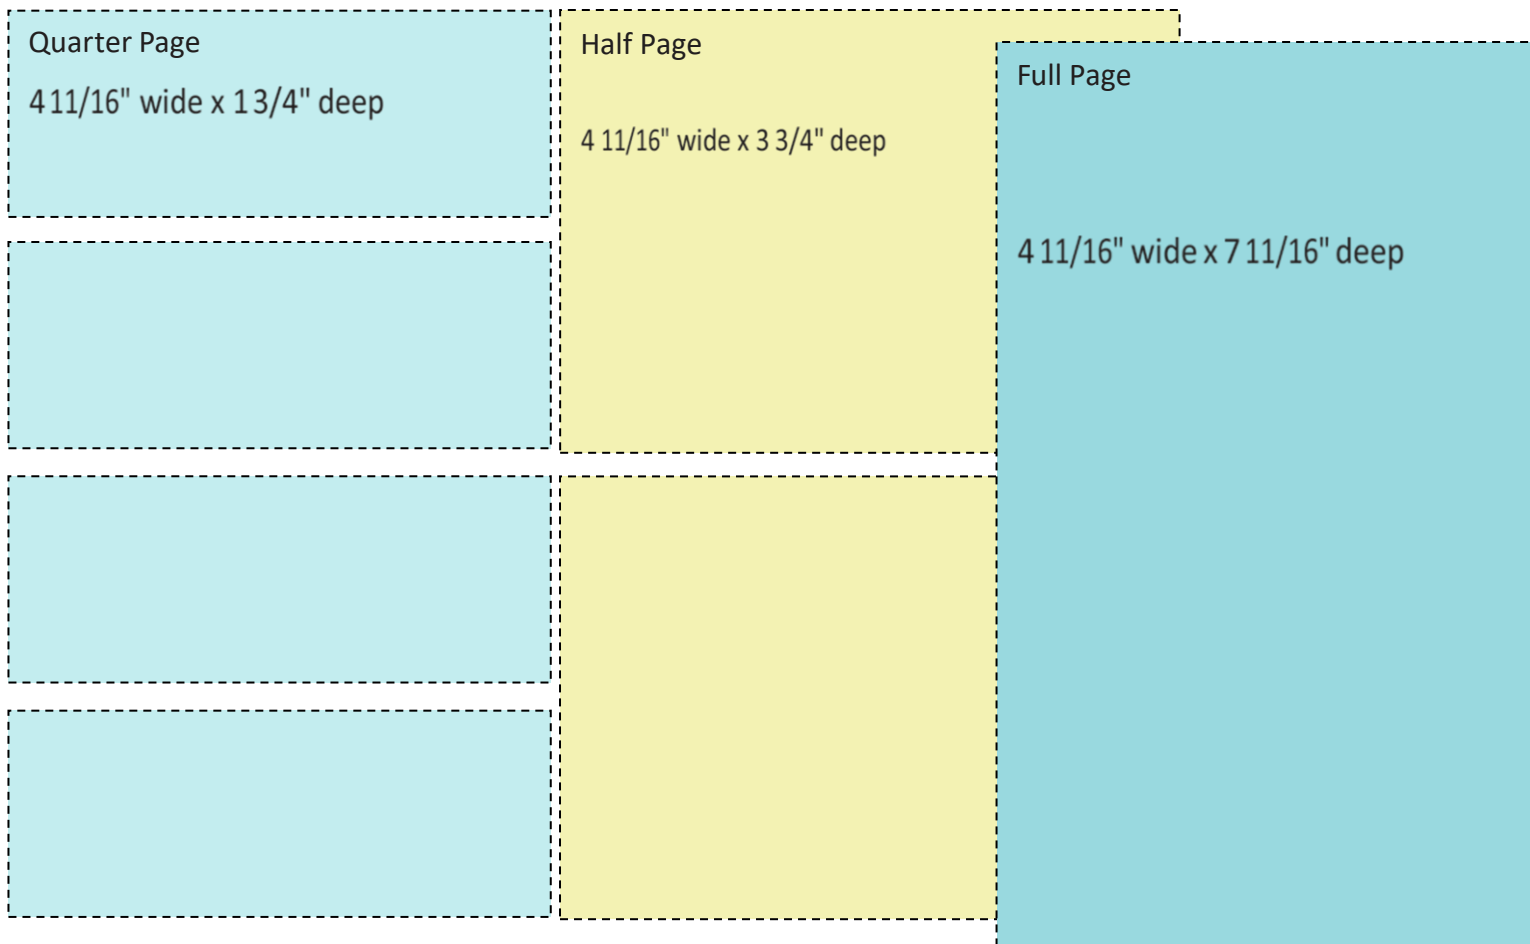 Quarter Page
4 11/16" wide x 1 3/4" deep
Half Page
4 11/16" wide x 3 3/4" deep
Full Page
4 11/16" wide x 7 11/16" deep